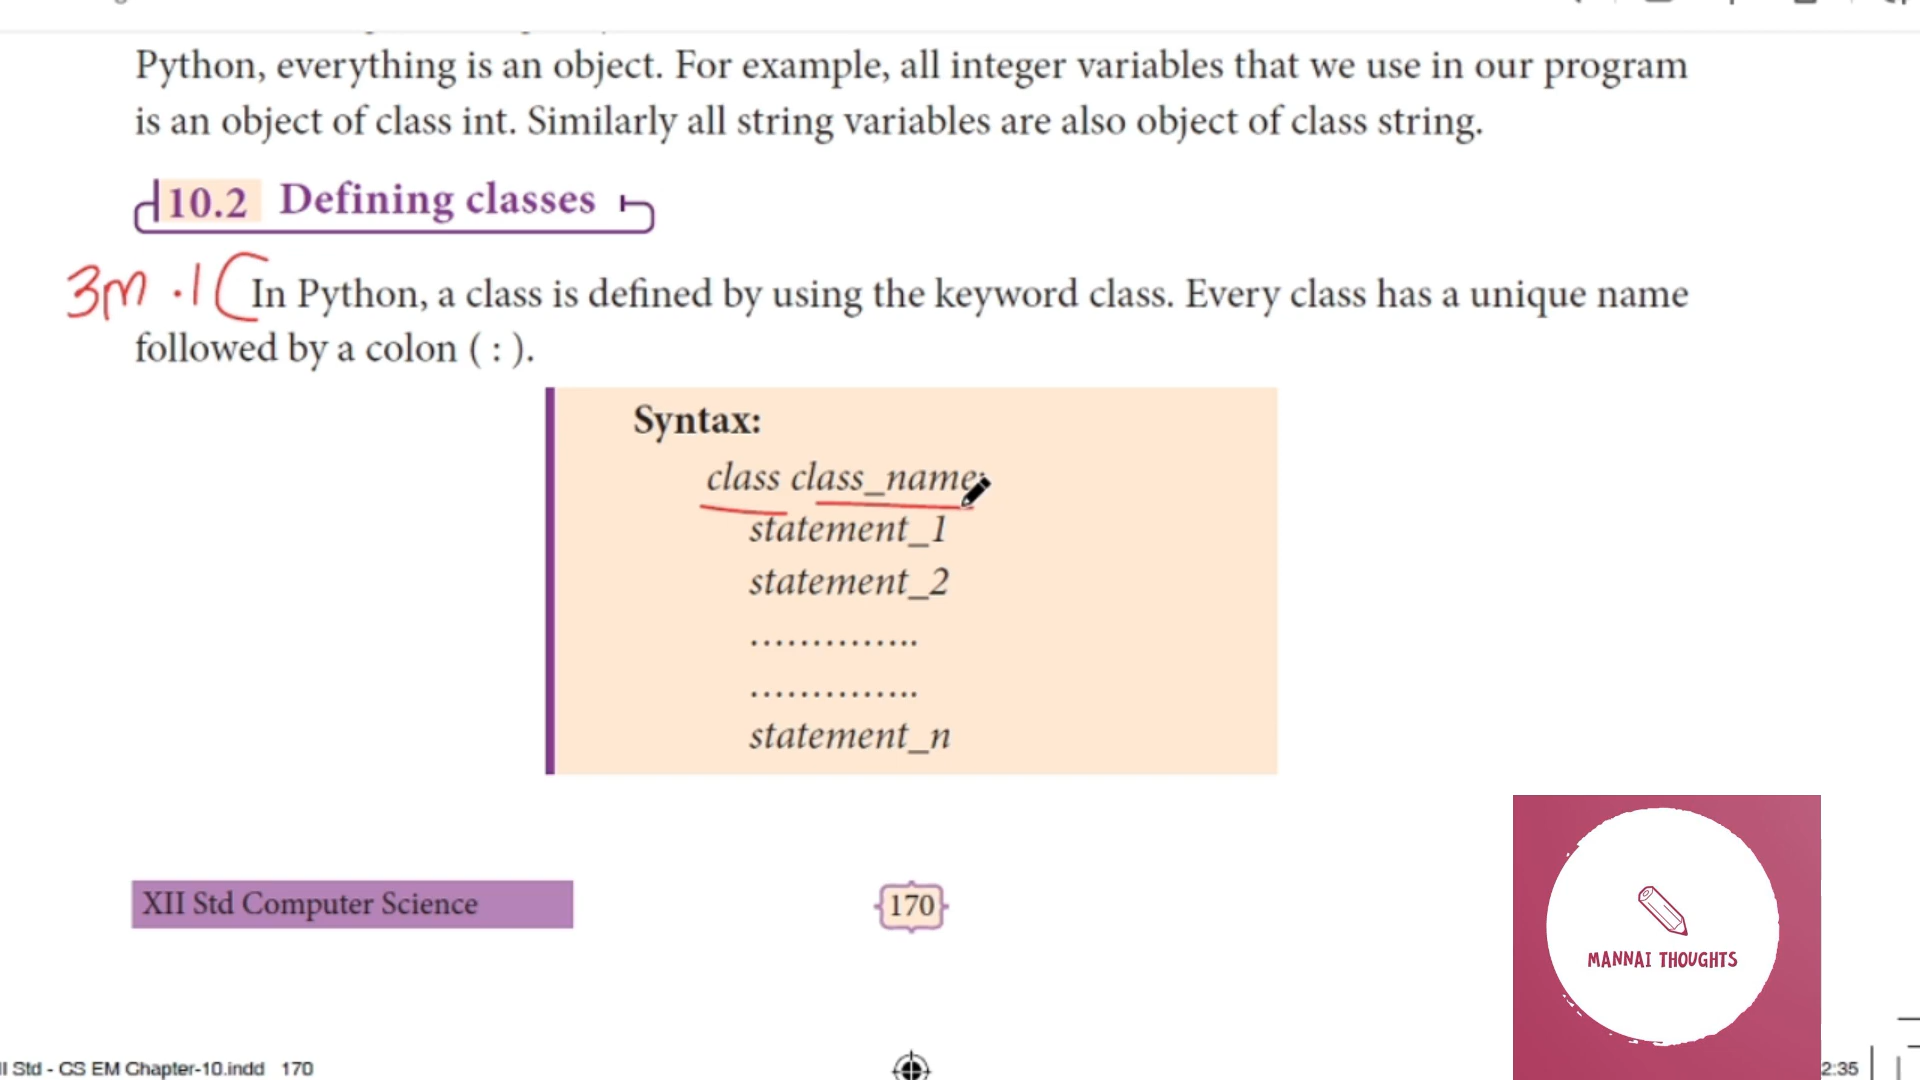 Python, everything is an object. For example, all integer variables that we use in our program
is an object of class int. Similarly all string variables are also object of class string.
10.2 Defining classes
3m . 1 ( In Python, a class is defined by using the keyword class. Every class has a unique name
followed by a colon ( : ).
Syntax:
class class_name:
statement_1
statement_2
..............
..............
statement_n
XII Std Computer Science
170
MANNAI THOUGHTS
II Std - CS EM Chapter-10.indd 170
2:35